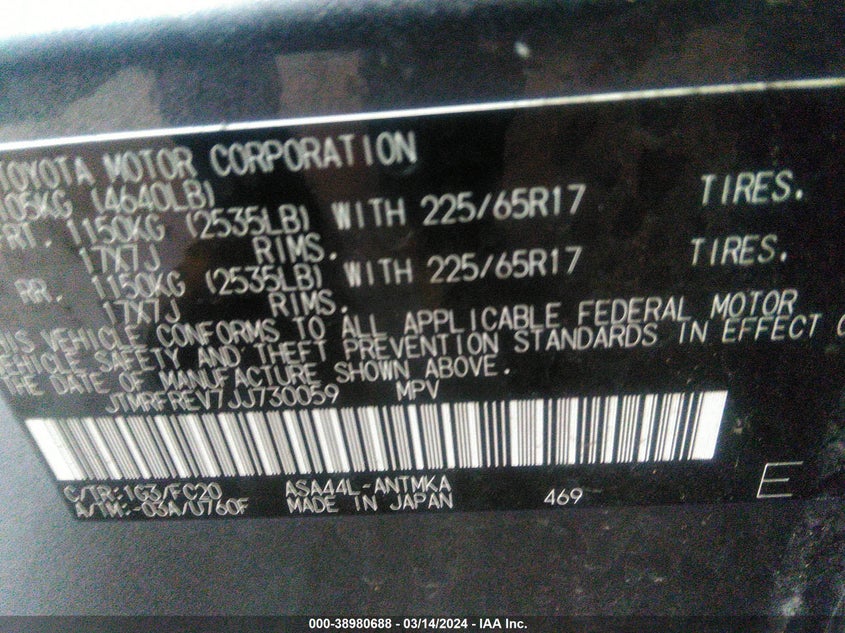 TOYOTA MOTOR CORPORATION
105KG (4640LB)
FRT. 1150KG (2535LB) WITH 225/65R17 TIRES.
17X7J RIMS.
RR. 1150KG (2535LB) WITH 225/65R17 TIRES.
17X7J RIMS.
THIS VEHICLE CONFORMS TO ALL APPLICABLE FEDERAL MOTOR
VEHICLE SAFETY AND THEFT PREVENTION STANDARDS IN EFFECT O
THE DATE OF MANUFACTURE SHOWN ABOVE.
JTMRFREV7JJ730059 MPV
C/TR:1G3/FC20 ASA44L-ANTMKA
A/TM:-03A/U760F MADE IN JAPAN 469 E
000-38980688 - 03/14/2024 - IAA Inc.